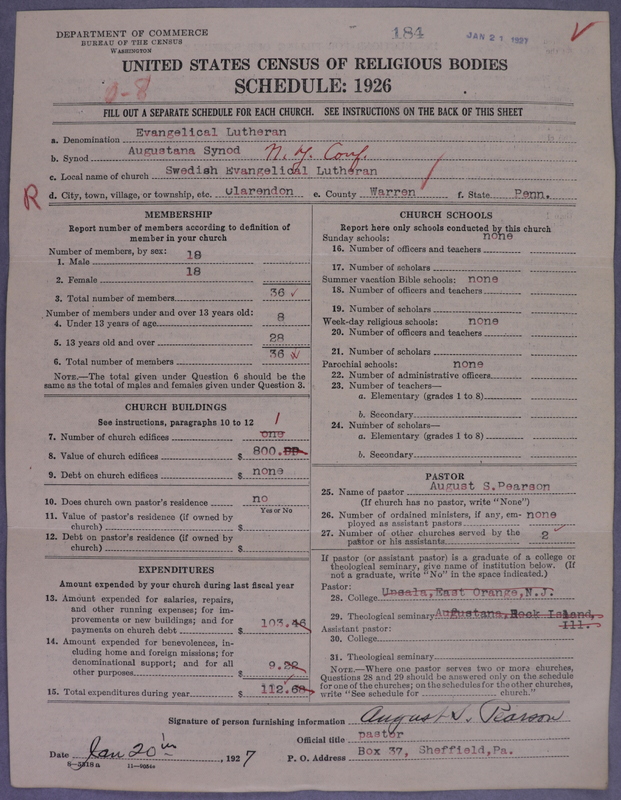 DEPARTMENT OF COMMERCE
BUREAU OF THE CENSUS
WASHINGTON
184
JAN 21 1927
UNITED STATES CENSUS OF RELIGIOUS BODIES
SCHEDULE: 1926
0-8
FILL OUT A SEPARATE SCHEDULE FOR EACH CHURCH. SEE INSTRUCTIONS ON THE BACK OF THIS SHEET
a. Denomination Evangelical Lutheran
b. Synod Augustana Synod N.Y. Conf.
c. Local name of church Swedish Evangelical Lutheran
R d. City, town, village, or township, etc. Clarendon e. County Warren f. State Penn.
MEMBERSHIP
Report number of members according to definition of
member in your church
Number of members, by sex:
1. Male 18
2. Female 18
3. Total number of members 36
Number of members under and over 13 years old:
4. Under 13 years of age 8
5. 13 years old and over 28
6. Total number of members 36
NOTE.—The total given under Question 6 should be the
same as the total of males and females given under Question 3.
CHURCH BUILDINGS
See instructions, paragraphs 10 to 12 1
7. Number of church edifices one
8. Value of church edifices $ 800.00
9. Debt on church edifices $ none
10. Does church own pastor's residence no
Yes or No
11. Value of pastor's residence (if owned by
church) $
12. Debt on pastor's residence (if owned by
church) $
EXPENDITURES
Amount expended by your church during last fiscal year
13. Amount expended for salaries, repairs,
and other running expenses; for im-
provements or new buildings; and for
payments on church debt $ 103.46
14. Amount expended for benevolences, in-
cluding home and foreign missions; for
denominational support; and for all
other purposes $ 9.22
15. Total expenditures during year $ 112.68
CHURCH SCHOOLS
Report here only schools conducted by this church
Sunday schools: none
16. Number of officers and teachers
17. Number of scholars
Summer vacation Bible schools: none
18. Number of officers and teachers
19. Number of scholars
Week-day religious schools: none
20. Number of officers and teachers
21. Number of scholars
Parochial schools: none
22. Number of administrative officers
23. Number of teachers—
a. Elementary (grades 1 to 8)
b. Secondary
24. Number of scholars—
a. Elementary (grades 1 to 8)
b. Secondary
PASTOR
25. Name of pastor August S.Pearson
(If church has no pastor, write "None")
26. Number of ordained ministers, if any, em-
ployed as assistant pastors none
27. Number of other churches served by the
pastor or his assistants 2
If pastor (or assistant pastor) is a graduate of a college or
theological seminary, give name of institution below. (If
not a graduate, write "No" in the space indicated.)
Pastor:
28. College Upsala,East Orange,N.J.
29. Theological seminary Augustana,Rock Island,
Ill.
Assistant pastor:
30. College
31. Theological seminary
NOTE.—Where one pastor serves two or more churches,
Questions 28 and 29 should be answered only on the schedule
for one of the churches; on the schedules for the other churches,
write "See schedule for church."
Signature of person furnishing information August S. Pearson
Official title pastor
Date Jan 20th, 1927
P. O. Address Box 37, Sheffield,Pa.